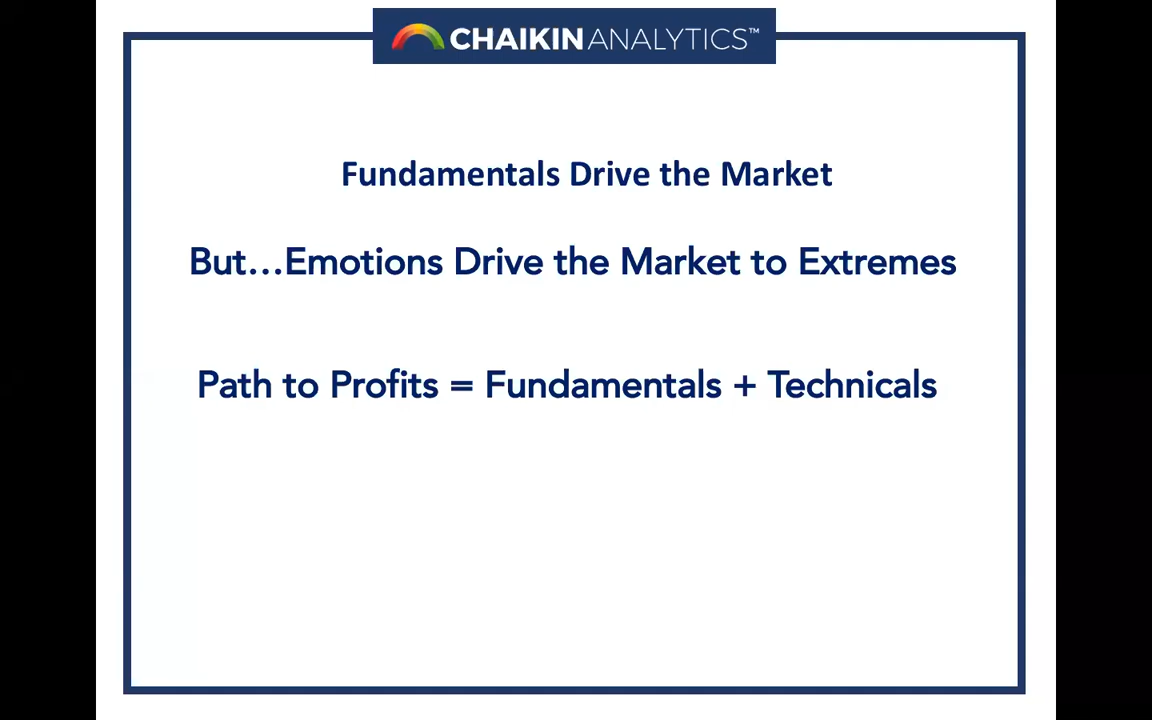 CHAIKIN ANALYTICS™
Fundamentals Drive the Market
But...Emotions Drive the Market to Extremes
Path to Profits = Fundamentals + Technicals